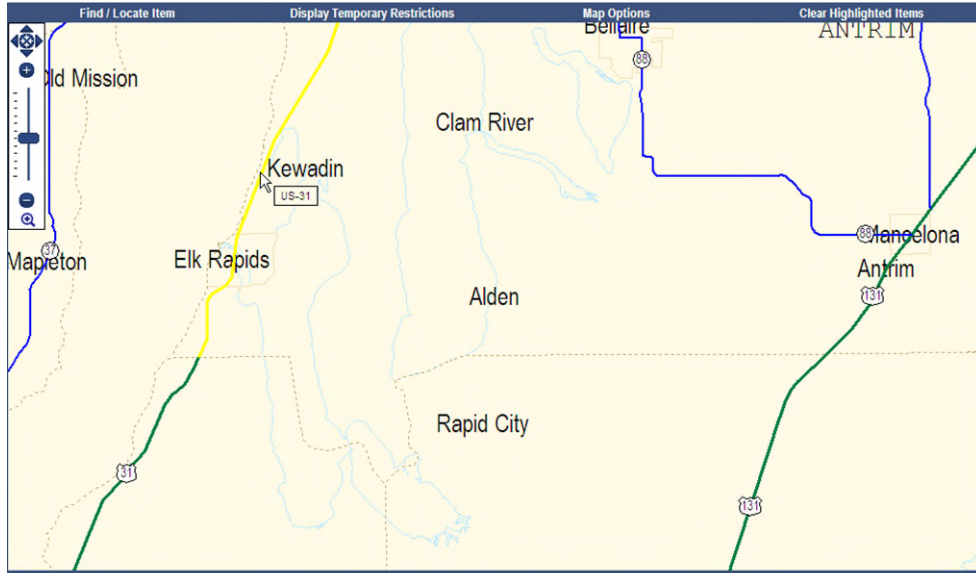 Find / Locate Item
Display Temporary Restrictions
Map Options
Clear Highlighted Items
Bellaire
ANTRIM
88
Old Mission
Clam River
Kewadin
US-31
37
Mapleton
Elk Rapids
88
Mancelona
Antrim
Alden
131
Rapid City
31
131